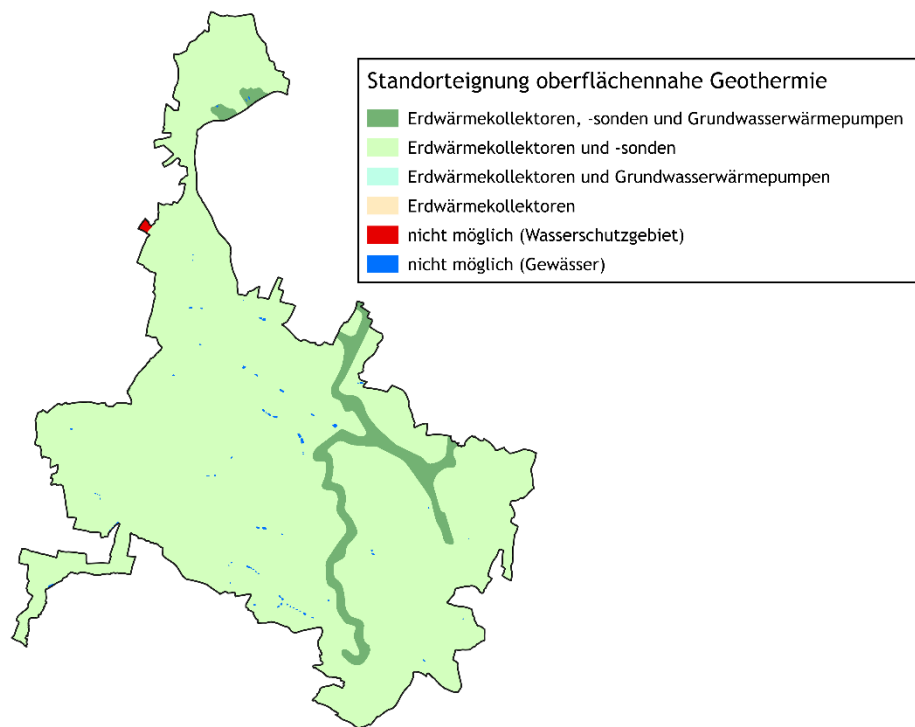 Standorteignung oberflächennahe Geothermie
Erdwärmekollektoren, -sonden und Grundwasserwärmepumpen
Erdwärmekollektoren und -sonden
Erdwärmekollektoren und Grundwasserwärmepumpen
Erdwärmekollektoren
nicht möglich (Wasserschutzgebiet)
nicht möglich (Gewässer)